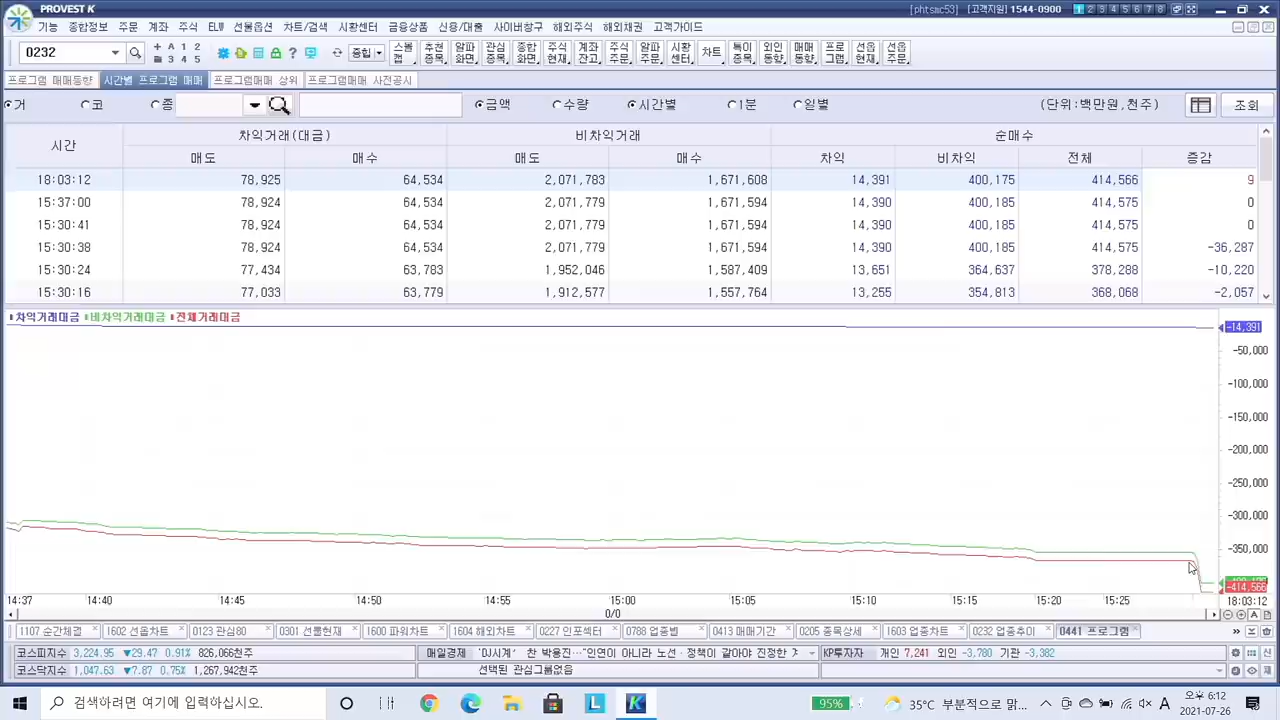 PROVEST K [phtsac53] [고객지원] 1544-0900 1 2 3 4 5 6 7 8
기능 종합정보 주문 계좌 주식 ELW 선물옵션 차트/검색 시황센터 금융상품 신용/대출 사이버창구 해외주식 해외채권 고객가이드
0232
프로그램 매매동향 시간별 프로그램 매매 프로그램매매 상위 프로그램매매 사전공시
거 코 종 금액 수량 시간별 1분 일별 (단위:백만원,천주) 조회
시간 차익거래(대금) 비차익거래 순매수
매도 매수 매도 매수 차익 비차익 전체 증감
18:03:12 78,925 64,534 2,071,783 1,671,608 14,391 400,175 414,566 9
15:37:00 78,924 64,534 2,071,779 1,671,594 14,390 400,185 414,575 0
15:30:41 78,924 64,534 2,071,779 1,671,594 14,390 400,185 414,575 0
15:30:38 78,924 64,534 2,071,779 1,671,594 14,390 400,185 414,575 -36,287
15:30:24 77,434 63,783 1,952,046 1,587,409 13,651 364,637 378,288 -10,220
15:30:16 77,033 63,779 1,912,577 1,557,764 13,255 354,813 368,068 -2,057
차익거래대금 비차익거래대금 전체거래대금
-14,391
-50,000
-100,000
-150,000
-200,000
-250,000
-300,000
-350,000
-414,566
14:37 14:40 14:45 14:50 14:55 15:00 15:05 15:10 15:15 15:20 15:25 18:03:12
0/0
1107 순간체결 1602 선옵차트 0123 관심80 0301 선물현재 1600 파워차트 1604 해외차트 0227 인포섹터 0788 업종별 0413 매매기간 0205 종목상세 1603 업종차트 0232 업종추이 0441 프로그램
코스피지수 3,224.95 ▼29.47 0.91% 826,066천주 매일경제 KP투자자 개인 7,241 외인 -3,780 기관 -3,382
코스닥지수 1,047.63 ▼7.87 0.75% 1,267,942천주 선택된 관심그룹없음
검색하려면 여기에 입력하십시오. 95% 35°C 부분적으로 맑... 오후 6:12
2021-07-26